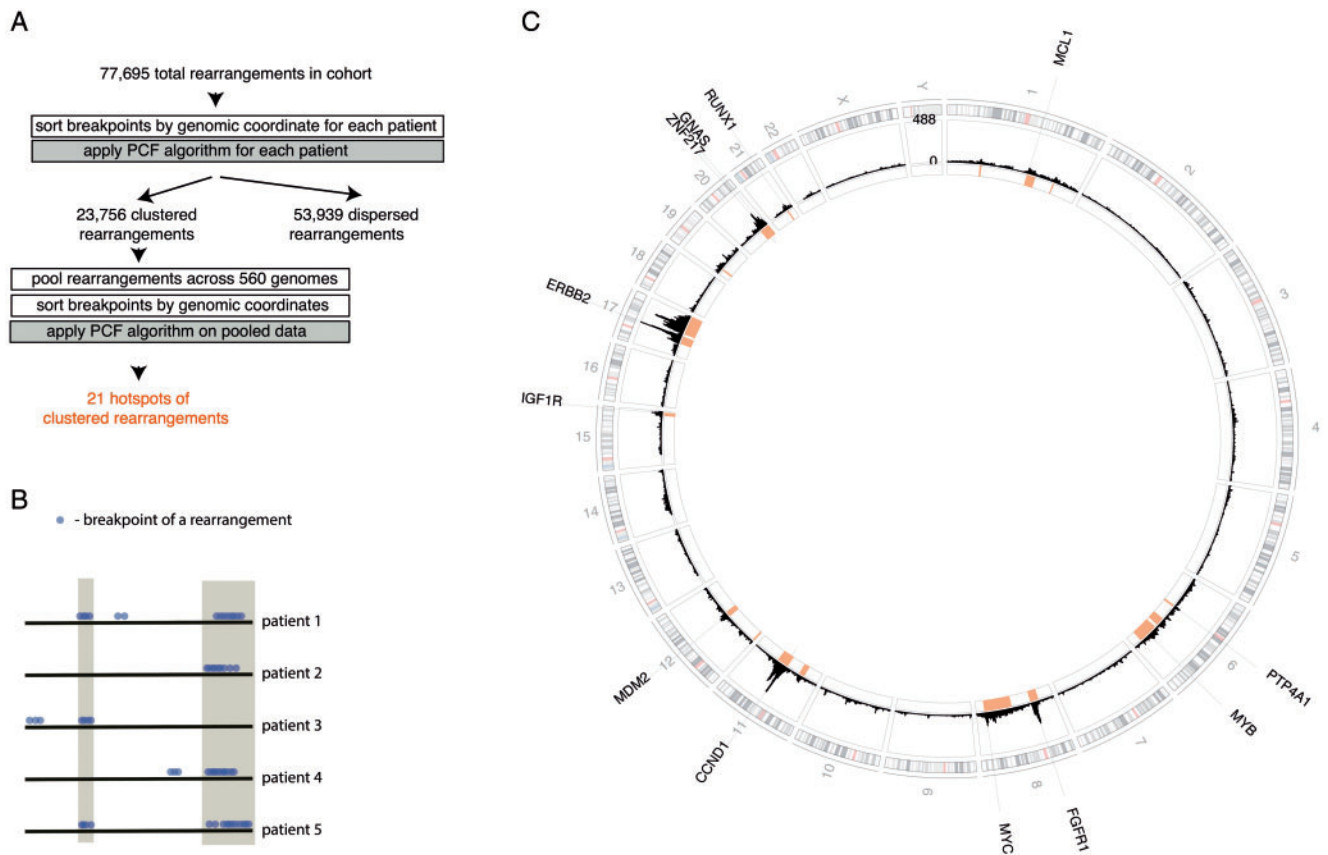 A
77,695 total rearrangements in cohort
sort breakpoints by genomic coordinate for each patient
apply PCF algorithm for each patient
23,756 clustered
rearrangements
53,939 dispersed
rearrangements
pool rearrangements across 560 genomes
sort breakpoints by genomic coordinates
apply PCF algorithm on pooled data
21 hotspots of
clustered rearrangements
B
- breakpoint of a rearrangement
patient 1
patient 2
patient 3
patient 4
patient 5
C
MCL1
1
2
3
4
5
PTP4A1
6
MYB
7
FGFR1
8
MYC
9
10
CCND1
11
MDM2
12
13
14
15
IGF1R
16
ERBB2
17
18
19
20
ZNF217
GNAS
21
RUNX1
22
X
Y
488
0